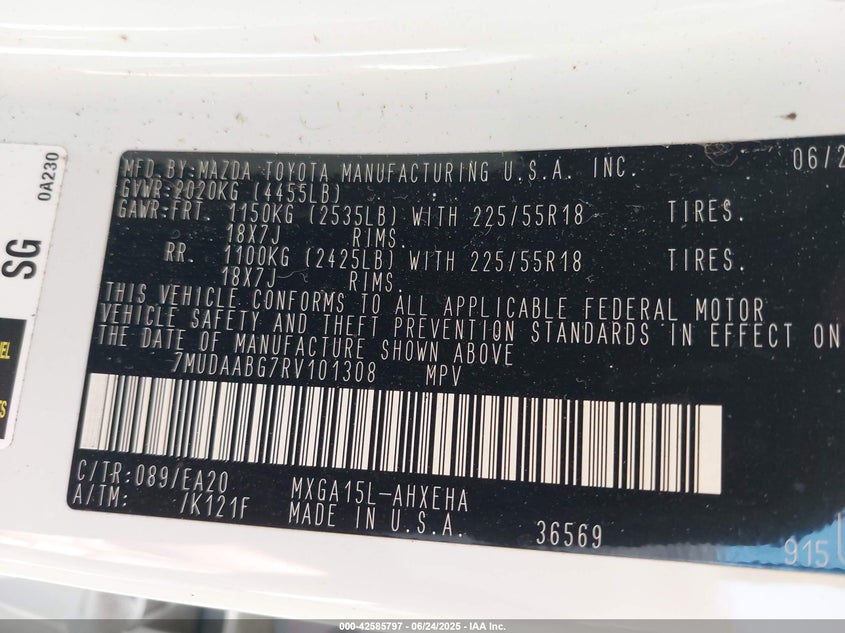 MFD.BY:MAZDA TOYOTA MANUFACTURING U.S.A. INC. 06/2
GVWR:2020KG (4455LB)
GAWR:FRT. 1150KG (2535LB) WITH 225/55R18 TIRES.
18X7J RIMS.
RR. 1100KG (2425LB) WITH 225/55R18 TIRES.
18X7J RIMS.
THIS VEHICLE CONFORMS TO ALL APPLICABLE FEDERAL MOTOR
VEHICLE SAFETY AND THEFT PREVENTION STANDARDS IN EFFECT ON
THE DATE OF MANUFACTURE SHOWN ABOVE
7MUDAABG7RV101308 MPV
C/TR:089/EA20 MXGA15L-AHXEHA
A/TM: /K121F MADE IN U.S.A. 36569
915
0A230
SG
000-42585797 - 06/24/2025 - IAA Inc.